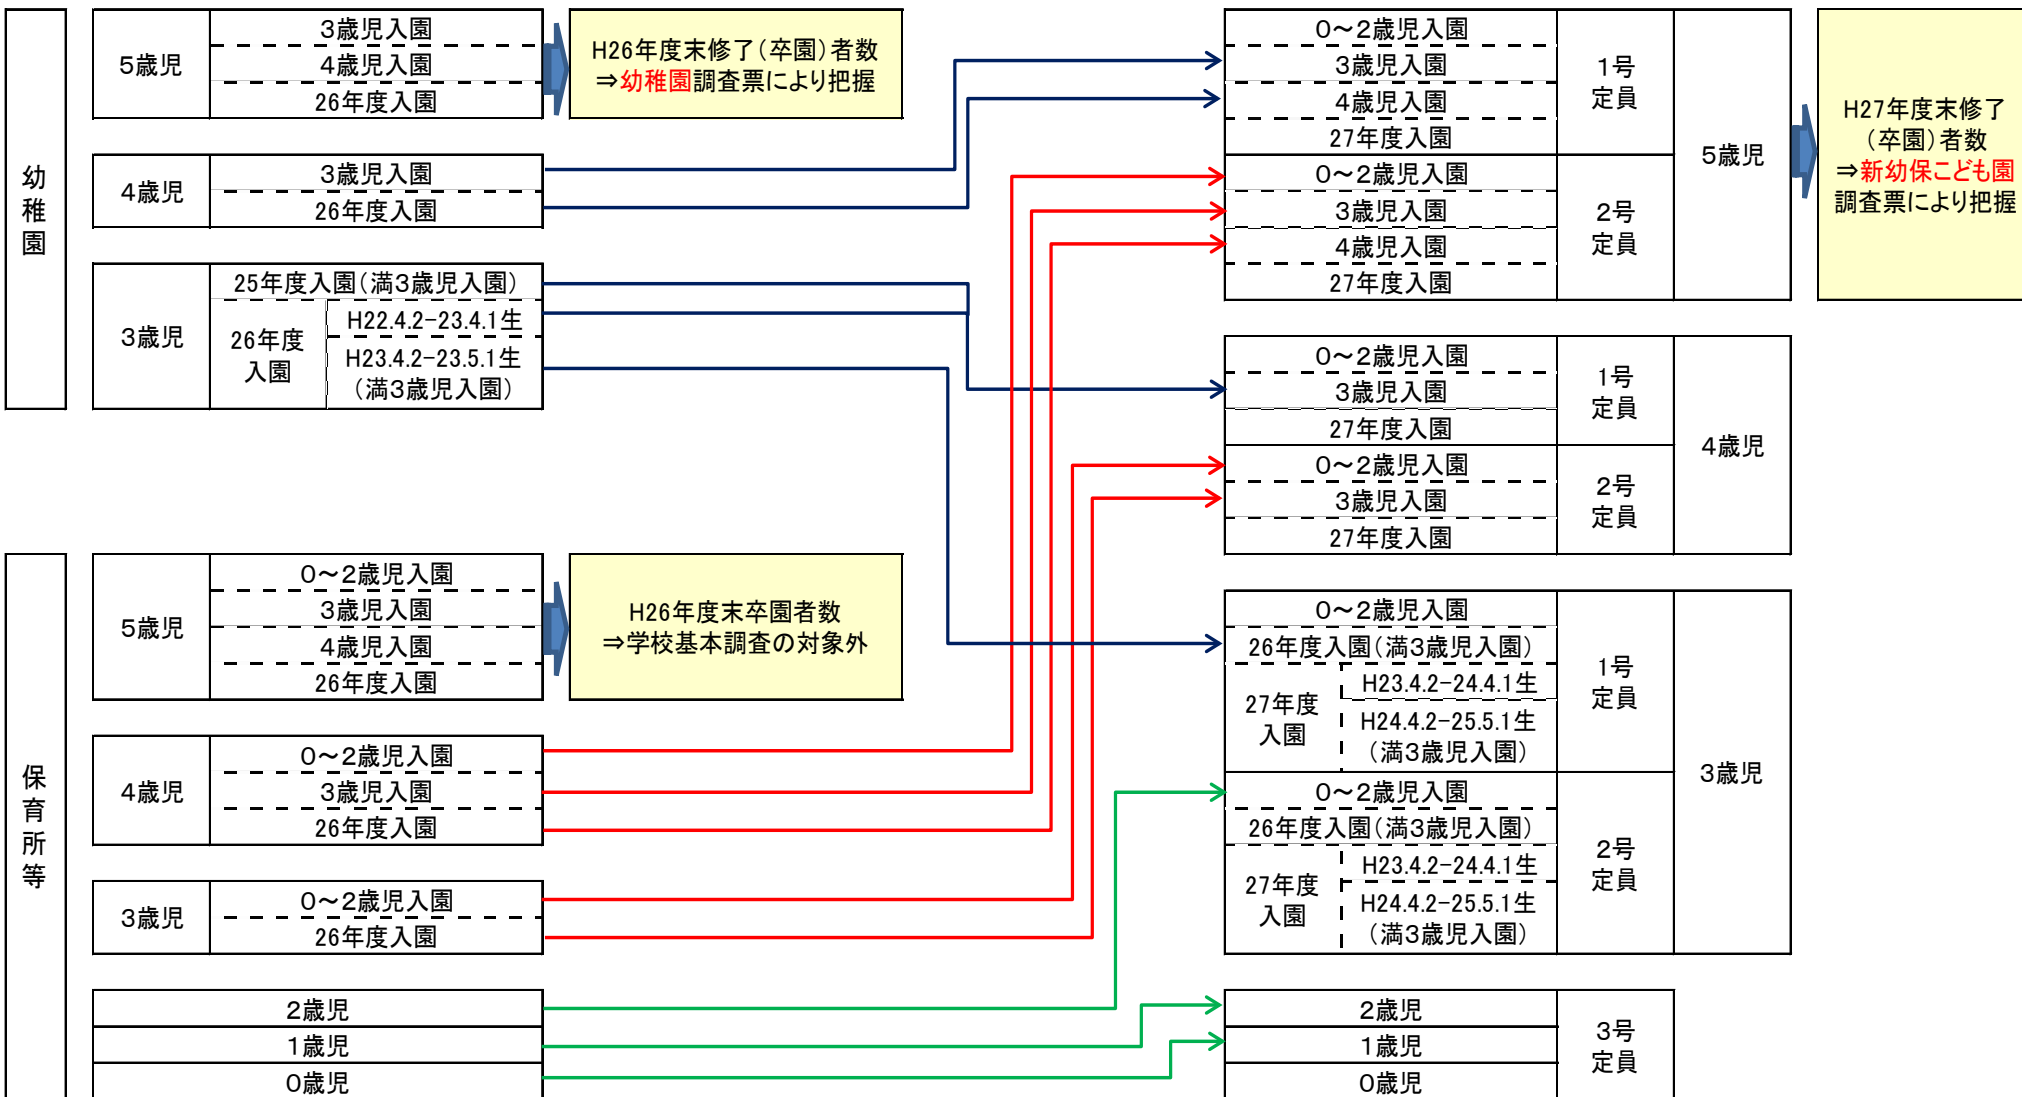 幼稚園
5歳児
3歳児入園
4歳児入園
26年度入園
H26年度末修了(卒園)者数
⇒幼稚園調査票により把握
4歳児
3歳児入園
26年度入園
3歳児
25年度入園(満3歳児入園)
26年度
入園
H22.4.2-23.4.1生
H23.4.2-23.5.1生
(満3歳児入園)
保育所等
5歳児
0~2歳児入園
3歳児入園
4歳児入園
26年度入園
H26年度末卒園者数
⇒学校基本調査の対象外
4歳児
0~2歳児入園
3歳児入園
26年度入園
3歳児
0~2歳児入園
26年度入園
2歳児
1歳児
0歳児
0~2歳児入園
3歳児入園
4歳児入園
27年度入園
1号
定員
0~2歳児入園
3歳児入園
4歳児入園
27年度入園
2号
定員
5歳児
H27年度末修了
(卒園)者数
⇒新幼保こども園
調査票により把握
0~2歳児入園
3歳児入園
27年度入園
1号
定員
0~2歳児入園
3歳児入園
27年度入園
2号
定員
4歳児
0~2歳児入園
26年度入園(満3歳児入園)
27年度
入園
H23.4.2-24.4.1生
H24.4.2-25.5.1生
(満3歳児入園)
1号
定員
0~2歳児入園
26年度入園(満3歳児入園)
27年度
入園
H23.4.2-24.4.1生
H24.4.2-25.5.1生
(満3歳児入園)
2号
定員
3歳児
2歳児
1歳児
0歳児
3号
定員